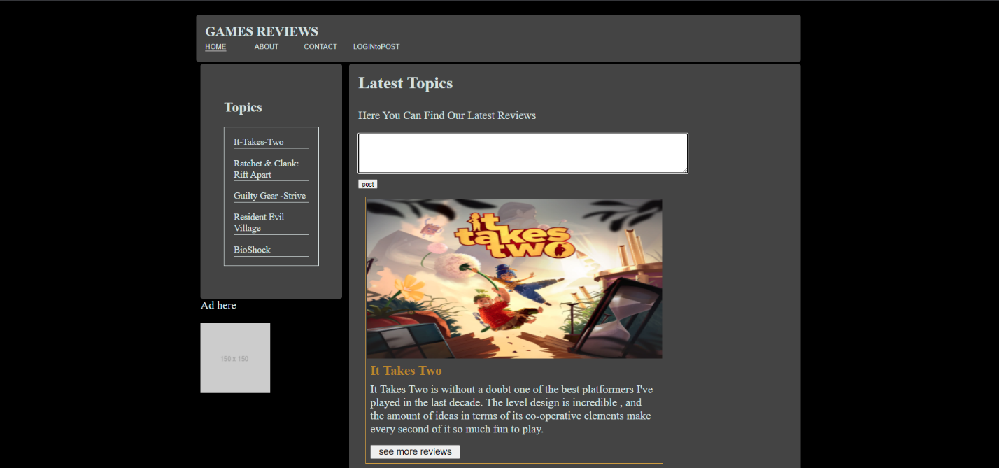 GAMES REVIEWS
HOME ABOUT CONTACT LOGINtoPOST
Topics
It-Takes-Two
Ratchet & Clank:
Rift Apart
Guilty Gear -Strive
Resident Evil
Village
BioShock
Ad here
150 x 150
Latest Topics
Here You Can Find Our Latest Reviews
post
it
takes
two
It Takes Two
It Takes Two is without a doubt one of the best platformers I've
played in the last decade. The level design is incredible , and
the amount of ideas in terms of its co-operative elements make
every second of it so much fun to play.
see more reviews